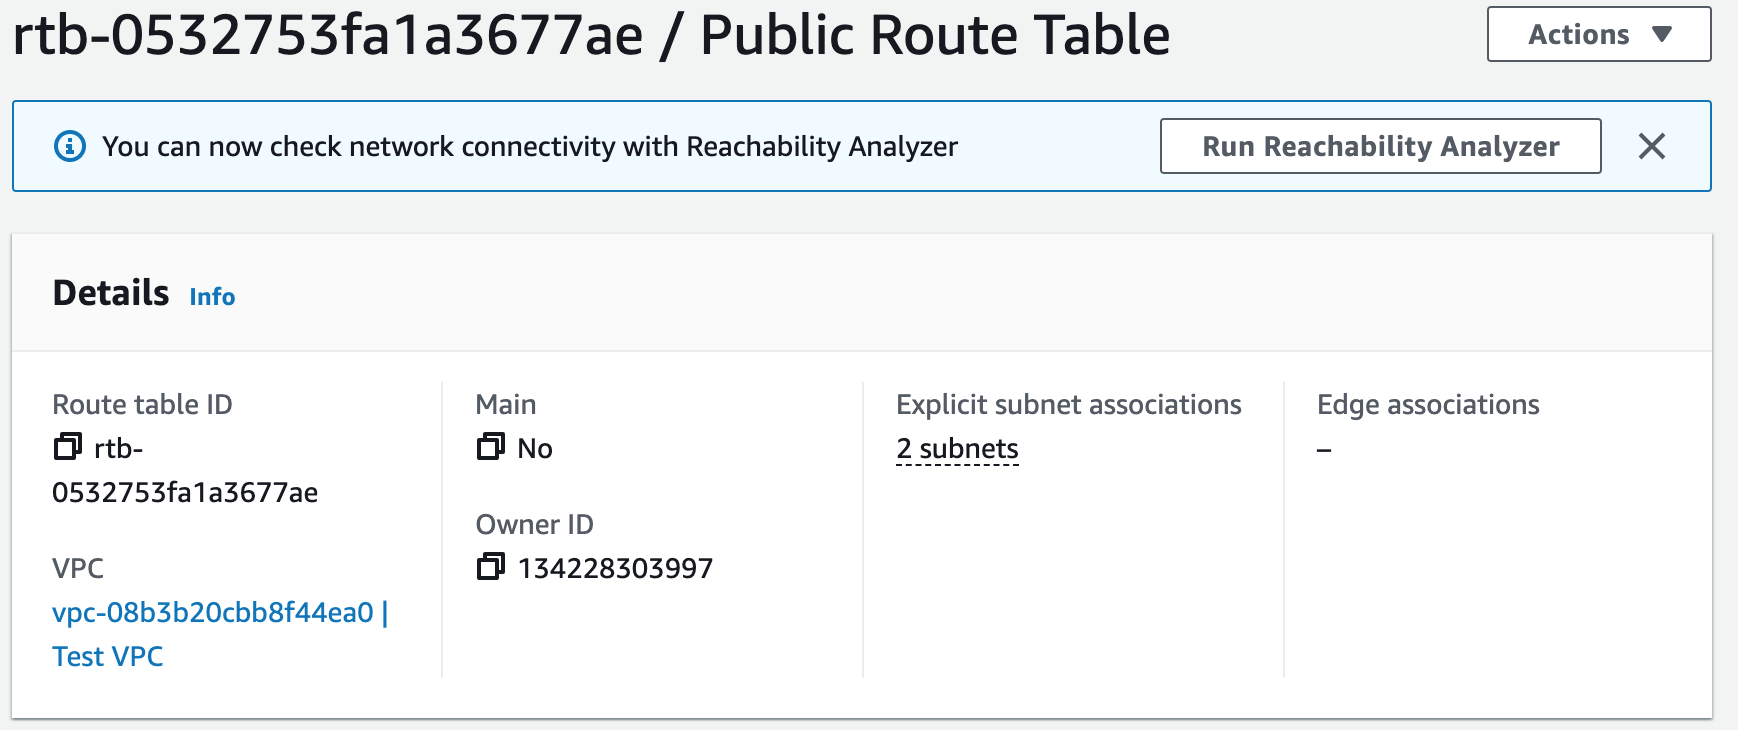 rtb-0532753fa1a3677ae / Public Route Table
Actions
You can now check network connectivity with Reachability Analyzer
Run Reachability Analyzer
Details Info
Route table ID
rtb-
0532753fa1a3677ae
VPC
vpc-08b3b20cbb8f44ea0 |
Test VPC
Main
No
Owner ID
134228303997
Explicit subnet associations
2 subnets
Edge associations
–